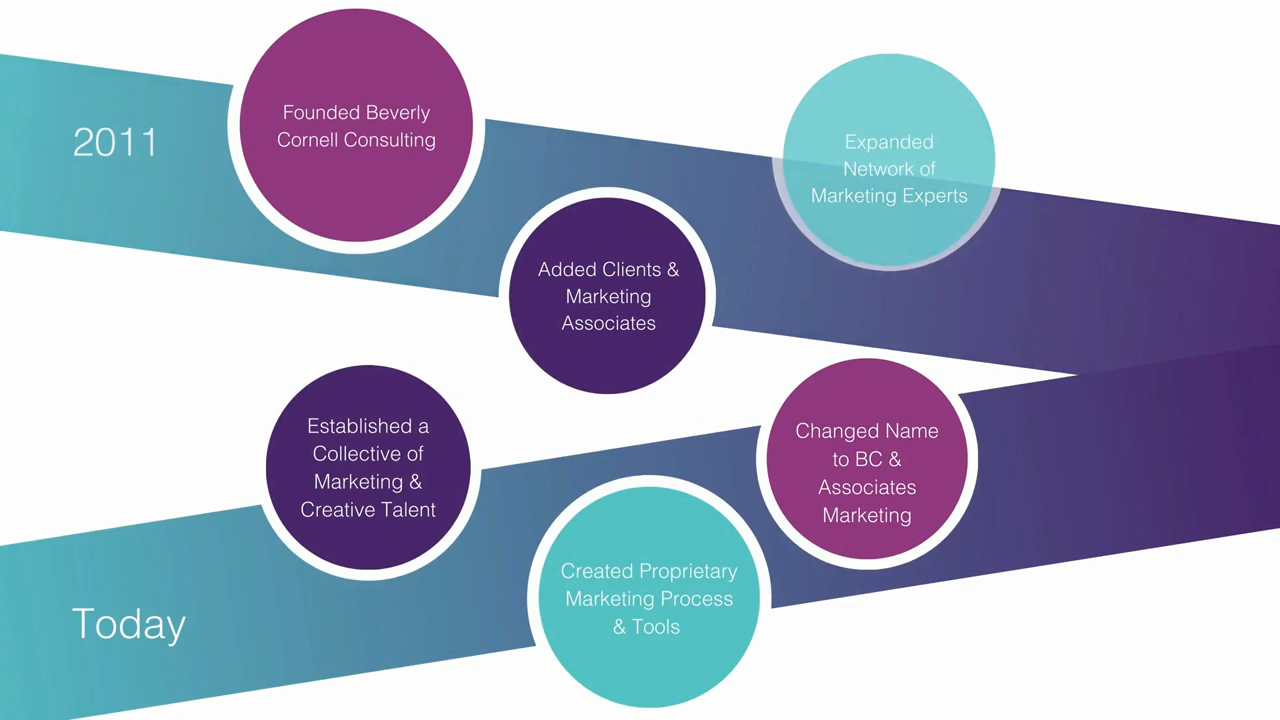 2011
Founded Beverly
Cornell Consulting
Added Clients &
Marketing
Associates
Expanded
Network of
Marketing Experts
Changed Name
to BC &
Associates
Marketing
Created Proprietary
Marketing Process
& Tools
Established a
Collective of
Marketing &
Creative Talent
Today